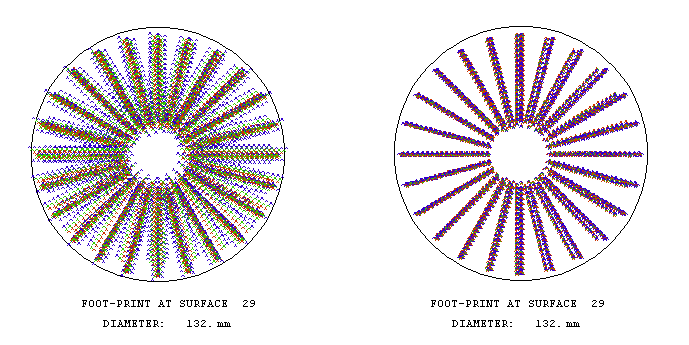 FOOT-PRINT AT SURFACE 29
DIAMETER: 132. mm
FOOT-PRINT AT SURFACE 29
DIAMETER: 132. mm